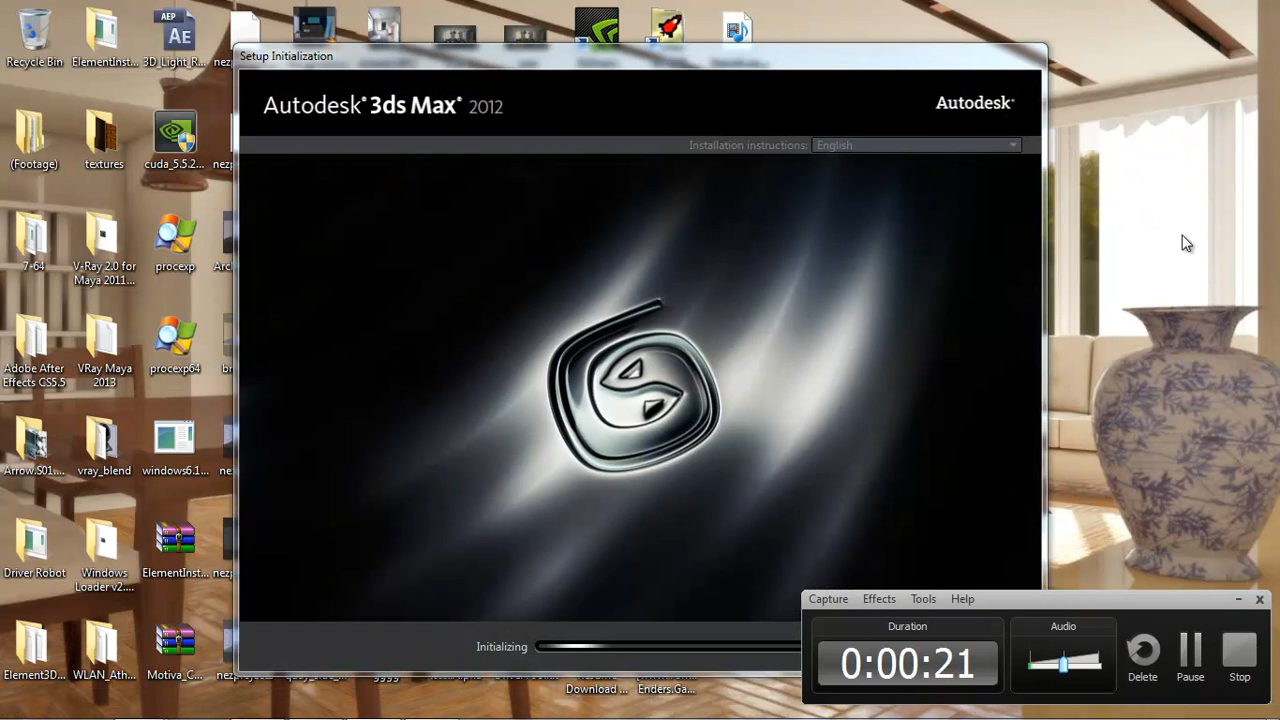 Setup Initialization
Autodesk® 3ds Max® 2012
Autodesk®
Installation instructions: English
Initializing
Recycle Bin
ElementInst...
3D_Light_R...
AEP
Ae
(Footage)
textures
cuda_5.5.2...
7-64
V-Ray 2.0 for
Maya 2011...
procexp
Adobe After
Effects CS5.5
VRay Maya
2013
procexp64
Arrow.S01....
vray_blend
windows6.1...
Driver Robot
Windows
Loader v2....
ElementInst...
Element3D...
WLAN_Ath...
Motiva_C...
Download ...
Enders.Ga...
Capture Effects Tools Help
Duration
0:00:21
Audio
Delete
Pause
Stop